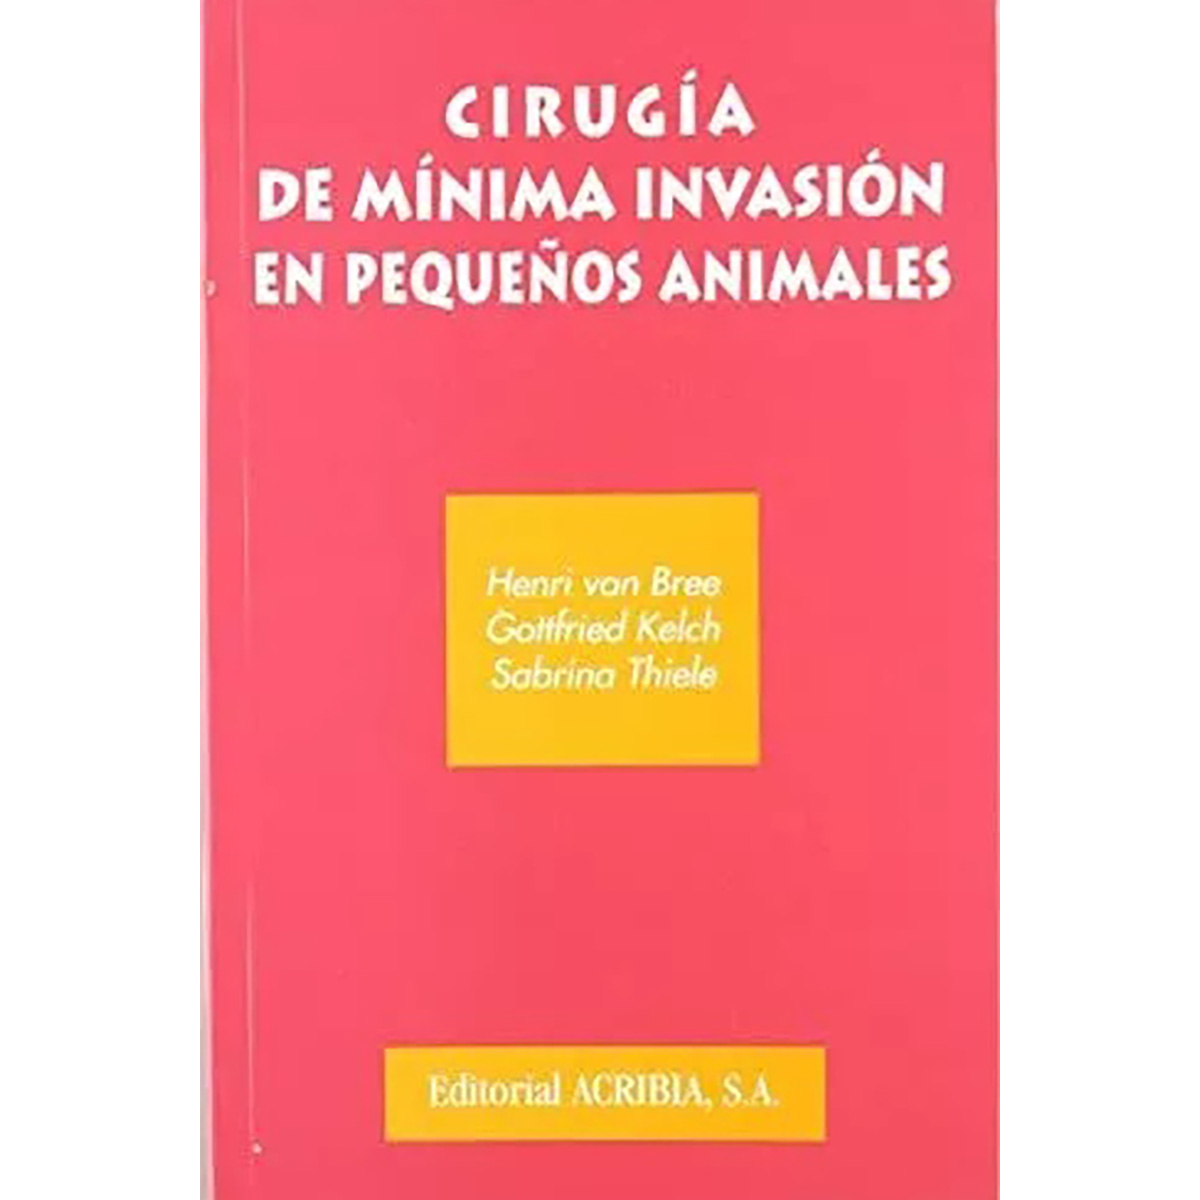 CIRUGÍA
DE MÍNIMA INVASIÓN
EN PEQUEÑOS ANIMALES
Henri van Bree
Gottfried Kelch
Sabrina Thiele
Editorial ACRIBIA, S.A.